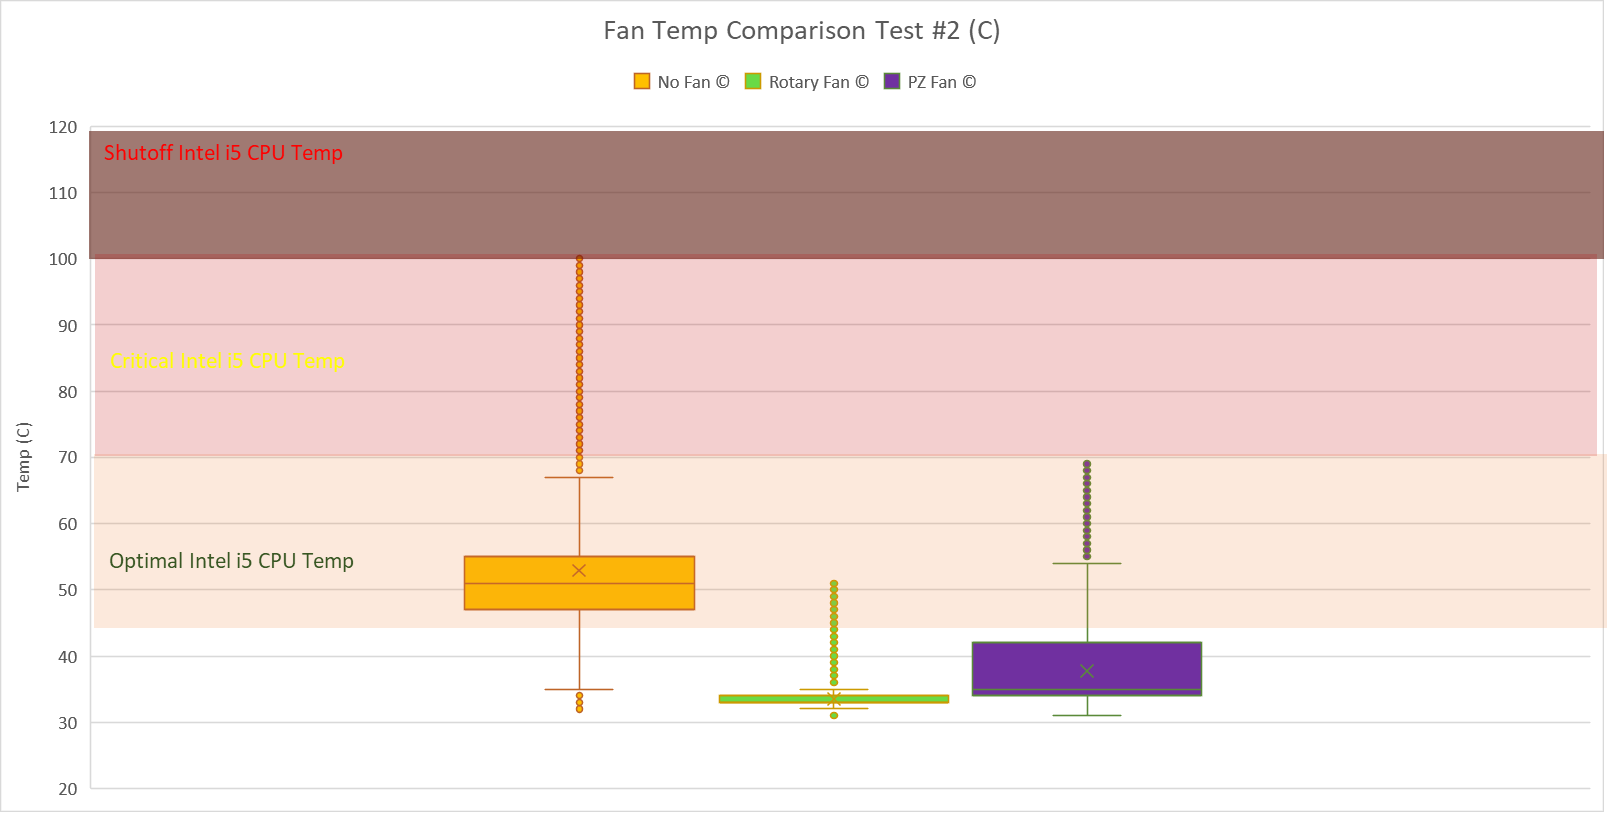 Fan Temp Comparison Test #2 (C)
No Fan © Rotary Fan © PZ Fan ©
120
Shutoff Intel i5 CPU Temp
110
100
90
Critical Intel i5 CPU Temp
80
70
Temp (C)
60
Optimal Intel i5 CPU Temp
50
40
30
20